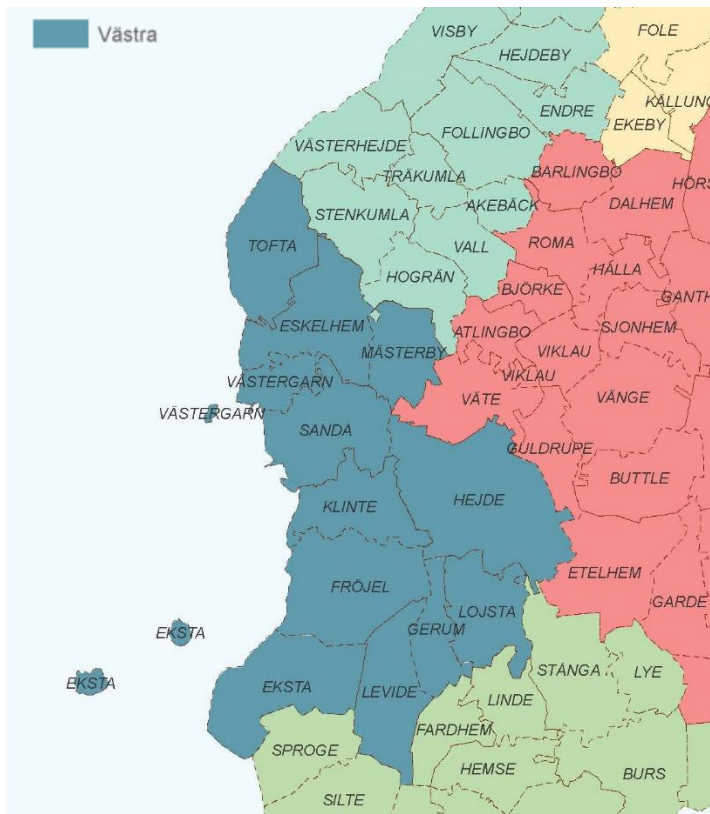 Västra
VISBY
FOLE
HEJDEBY
KÄLLUNG
ENDRE
EKEBY
FOLLINGBO
VÄSTERHEJDE
BARLINGBO
TRÄKUMLA
HÖRS
DALHEM
AKEBÄCK
STENKUMLA
TOFTA
VALL
ROMA
HALLA
HOGRÄN
BJÖRKE
GANTH
ESKELHEM
ATLINGBO
SJONHEM
MÄSTERBY
VIKLAU
VIKLAU
VÄSTERGARN
VÄTE
VÄNGE
VÄSTERGARN
SANDA
GULDRUPE
BUTTLE
KLINTE
HEJDE
ETELHEM
FRÖJEL
LOJSTA
GARDE
GERUM
EKSTA
STÅNGA
LYE
EKSTA
EKSTA
LEVIDE
LINDE
FARDHEM
SPROGE
HEMSE
BURS
SILTE